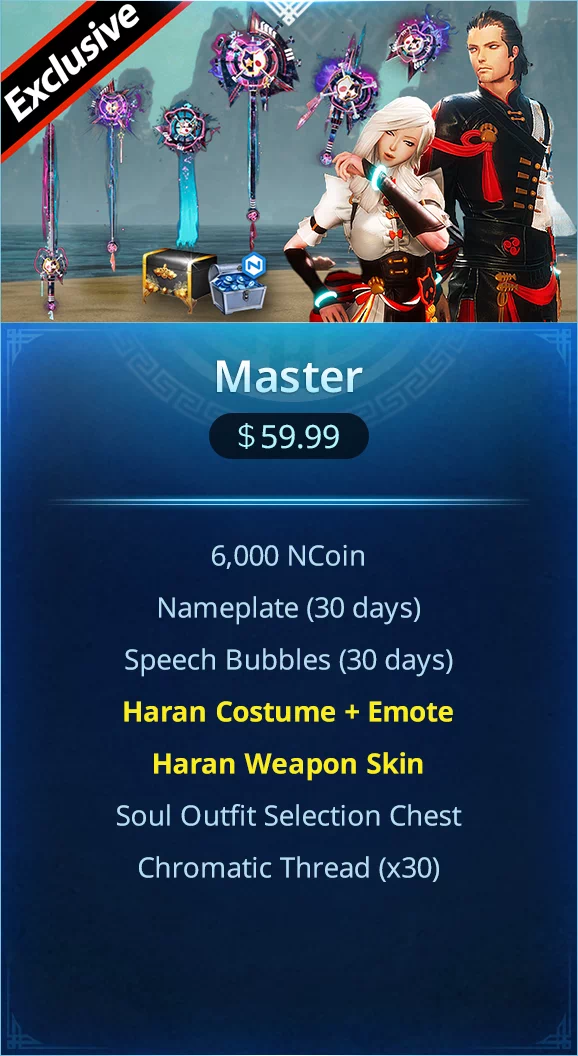 Exclusive
N
Master
$59.99
6,000 NCoin
Nameplate (30 days)
Speech Bubbles (30 days)
Haran Costume + Emote
Haran Weapon Skin
Soul Outfit Selection Chest
Chromatic Thread (x30)